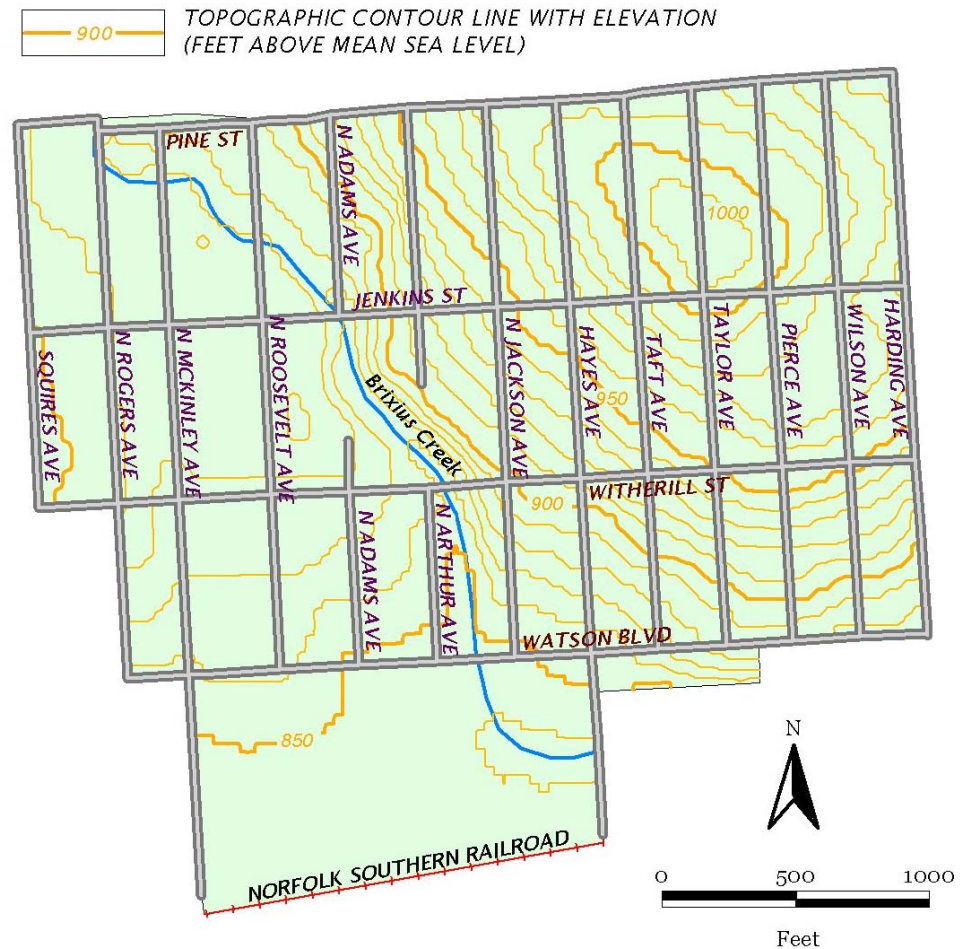 900
TOPOGRAPHIC CONTOUR LINE WITH ELEVATION
(FEET ABOVE MEAN SEA LEVEL)
PINE ST
N ADAMS AVE
1000
JENKINS ST
SQUIRES AVE
N ROGERS AVE
N MCKINLEY AVE
N ROOSEVELT AVE
Brixius Creek
N JACKSON AVE
HAYES AVE
950
TAFT AVE
TAYLOR AVE
PIERCE AVE
WILSON AVE
HARDING AVE
WITHERILL ST
900
N ADAMS AVE
N ARTHUR AVE
WATSON BLVD
850
NORFOLK SOUTHERN RAILROAD
N
0 500 1000
Feet